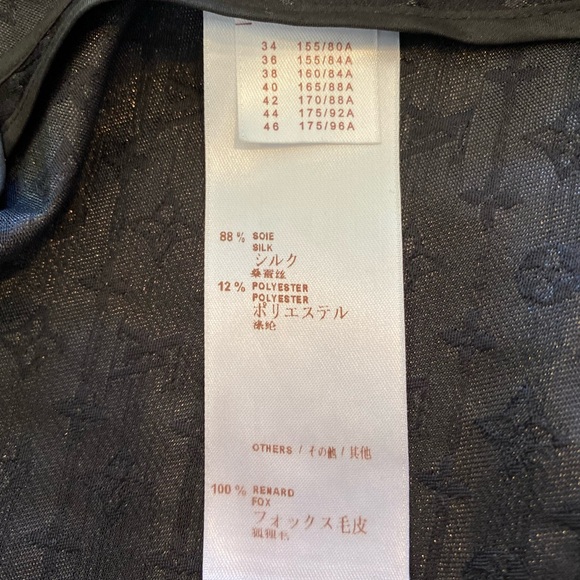 34 155/80A
36 155/84A
38 160/84A
40 165/88A
42 170/88A
44 175/92A
46 175/96A
88% SOIE
SILK
シルク
桑蚕丝
12% POLYESTER
POLYESTER
ポリエステル
涤纶
OTHERS / その他 / 其他
100% RENARD
FOX
フォックス毛皮
狐狸毛